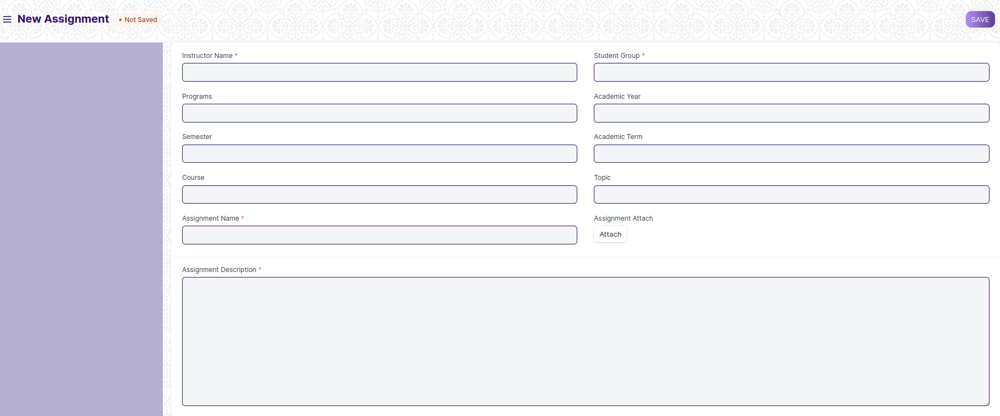 New Assignment
• Not Saved
SAVE
Instructor Name *
Student Group *
Programs
Academic Year
Semester
Academic Term
Course
Topic
Assignment Name *
Assignment Attach
Attach
Assignment Description *